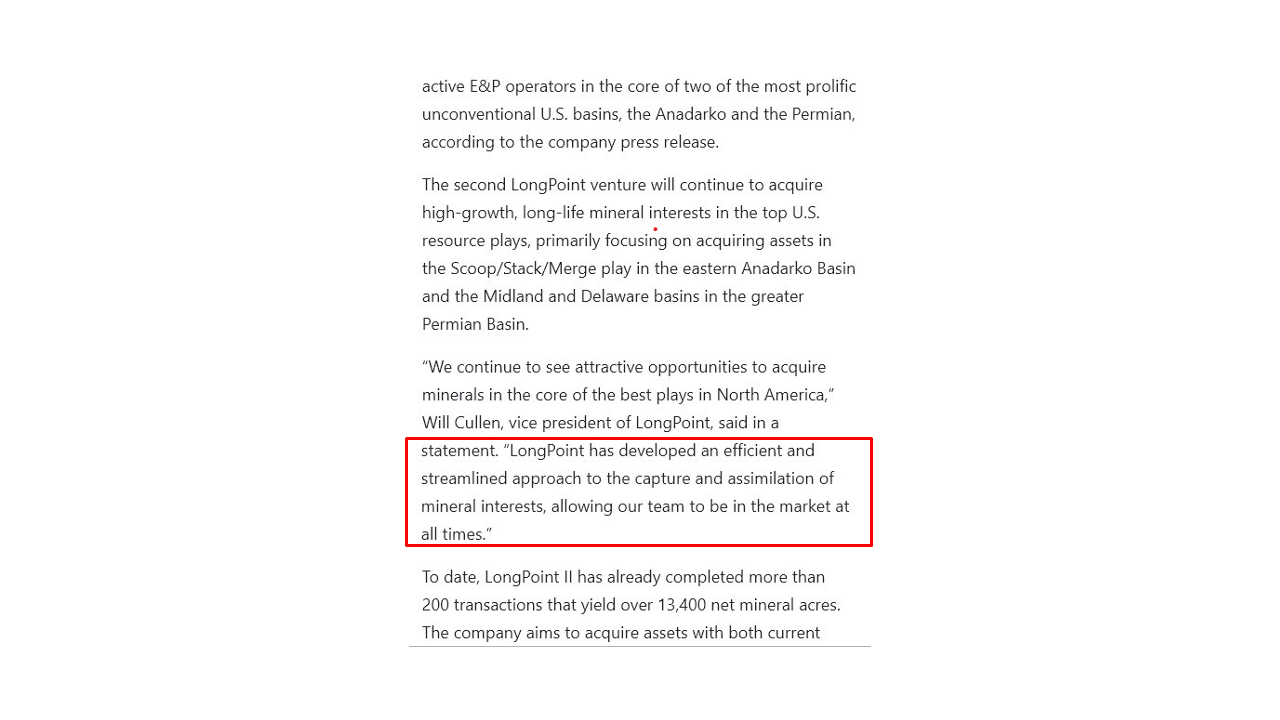 active E&P operators in the core of two of the most prolific
unconventional U.S. basins, the Anadarko and the Permian,
according to the company press release.
The second LongPoint venture will continue to acquire
high-growth, long-life mineral interests in the top U.S.
resource plays, primarily focusing on acquiring assets in
the Scoop/Stack/Merge play in the eastern Anadarko Basin
and the Midland and Delaware basins in the greater
Permian Basin.
“We continue to see attractive opportunities to acquire
minerals in the core of the best plays in North America,”
Will Cullen, vice president of LongPoint, said in a
statement. “LongPoint has developed an efficient and
streamlined approach to the capture and assimilation of
mineral interests, allowing our team to be in the market at
all times.”
To date, LongPoint II has already completed more than
200 transactions that yield over 13,400 net mineral acres.
The company aims to acquire assets with both current